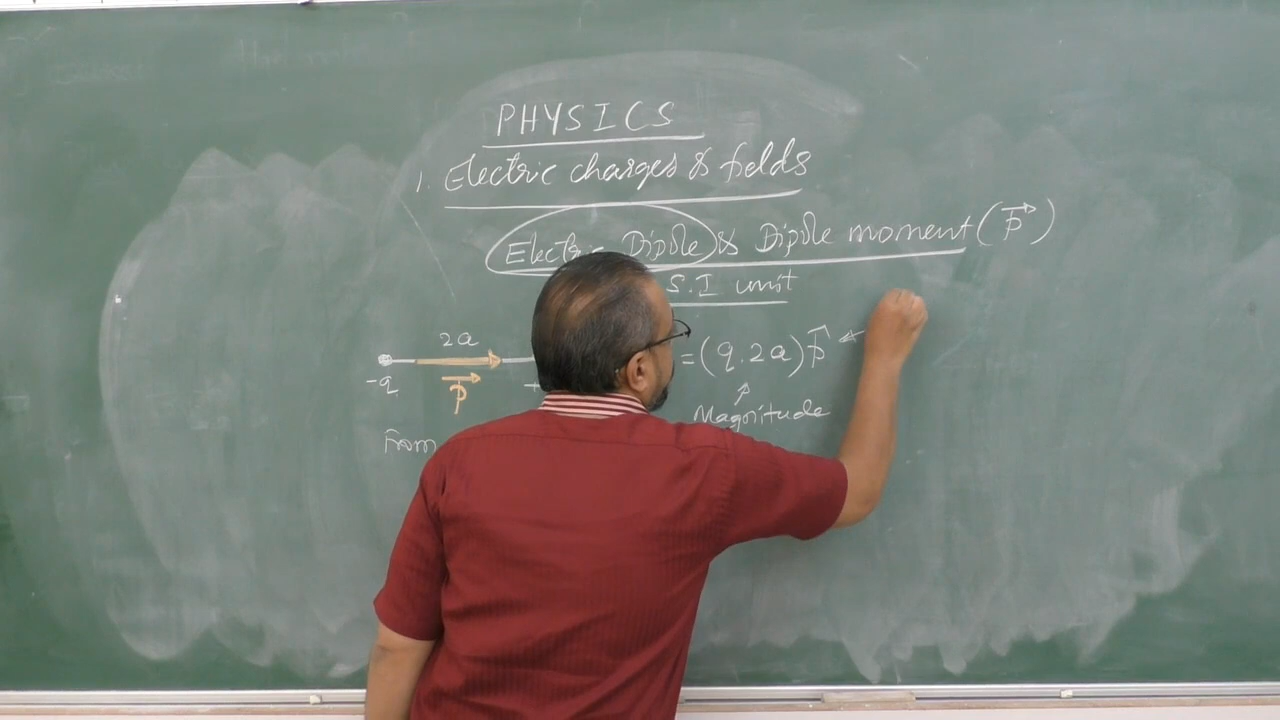 PHYSICS
1. Electric charges & fields
Electric Dipole & Dipole moment (p⃗)
S.I unit
2a
= (q.2a) p̂
-q
p⃗
Magnitude
From